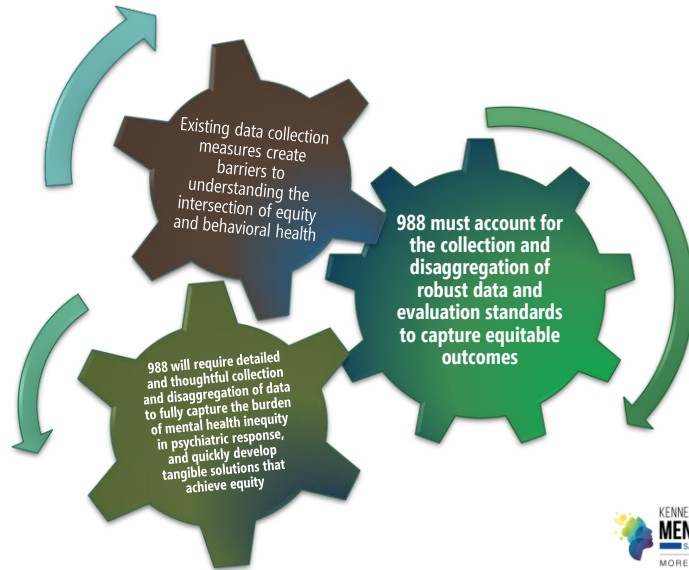 Existing data collection
measures create
barriers to
understanding the
intersection of equity
and behavioral health
988 must account for
the collection and
disaggregation of
robust data and
evaluation standards
to capture equitable
outcomes
988 will require detailed
and thoughtful collection
and disaggregation of data
to fully capture the burden
of mental health inequity
in psychiatric response,
and quickly develop
tangible solutions that
achieve equity
KENNE
MEN
MORE